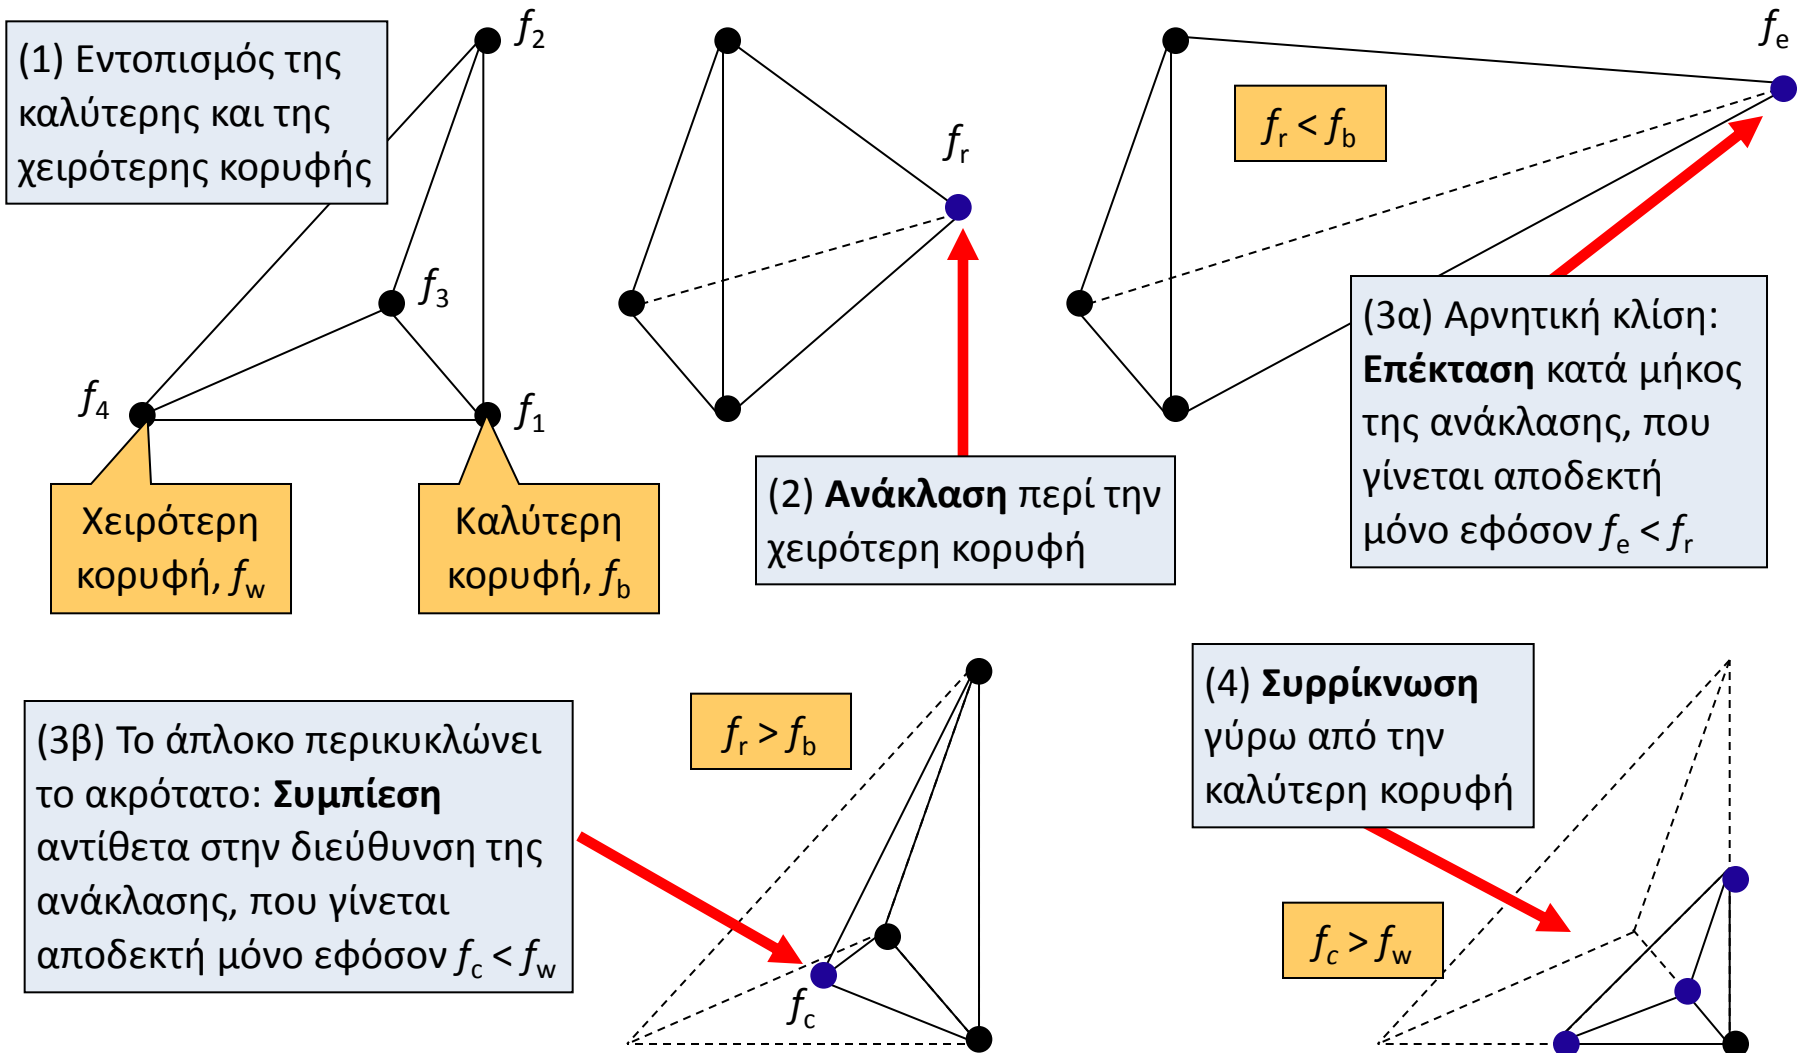 (1) Εντοπισμός της
καλύτερης και της
χειρότερης κορυφής
f2
f3
f4
f1
Χειρότερη
κορυφή, fw
Καλύτερη
κορυφή, fb
fr
(2) Ανάκλαση περί την
χειρότερη κορυφή
fe
fr < fb
(3α) Αρνητική κλίση:
Επέκταση κατά μήκος
της ανάκλασης, που
γίνεται αποδεκτή
μόνο εφόσον fe < fr
(3β) Το άπλοκο περικυκλώνει
το ακρότατο: Συμπίεση
αντίθετα στην διεύθυνση της
ανάκλασης, που γίνεται
αποδεκτή μόνο εφόσον fc < fw
fr > fb
fc
(4) Συρρίκνωση
γύρω από την
καλύτερη κορυφή
fc > fw